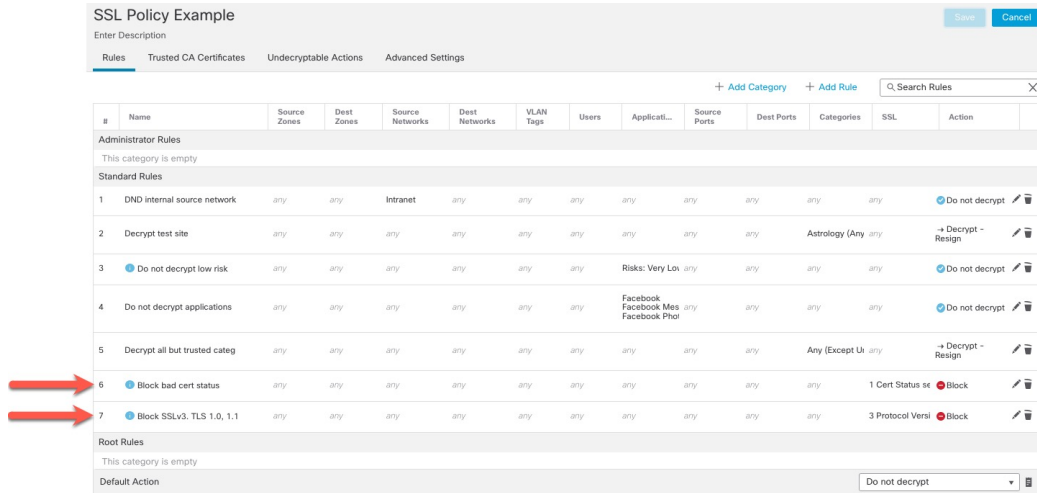 SSL Policy Example
Save Cancel
Enter Description
Rules Trusted CA Certificates Undecryptable Actions Advanced Settings
+ Add Category + Add Rule Search Rules X
# Name Source Zones Dest Zones Source Networks Dest Networks VLAN Tags Users Applicati... Source Ports Dest Ports Categories SSL Action
Administrator Rules
This category is empty
Standard Rules
1 DND internal source network any any Intranet any any any any any any any any Do not decrypt
2 Decrypt test site any any any any any any any any any Astrology (Any any → Decrypt - Resign
3 Do not decrypt low risk any any any any any any Risks: Very Lov any any any any Do not decrypt
4 Do not decrypt applications any any any any any any Facebook Facebook Mes Facebook Phot any any any any Do not decrypt
5 Decrypt all but trusted categ any any any any any any any any any Any (Except Ur any → Decrypt - Resign
6 Block bad cert status any any any any any any any any any any 1 Cert Status se Block
7 Block SSLv3. TLS 1.0, 1.1 any any any any any any any any any any 3 Protocol Versi Block
Root Rules
This category is empty
Default Action Do not decrypt